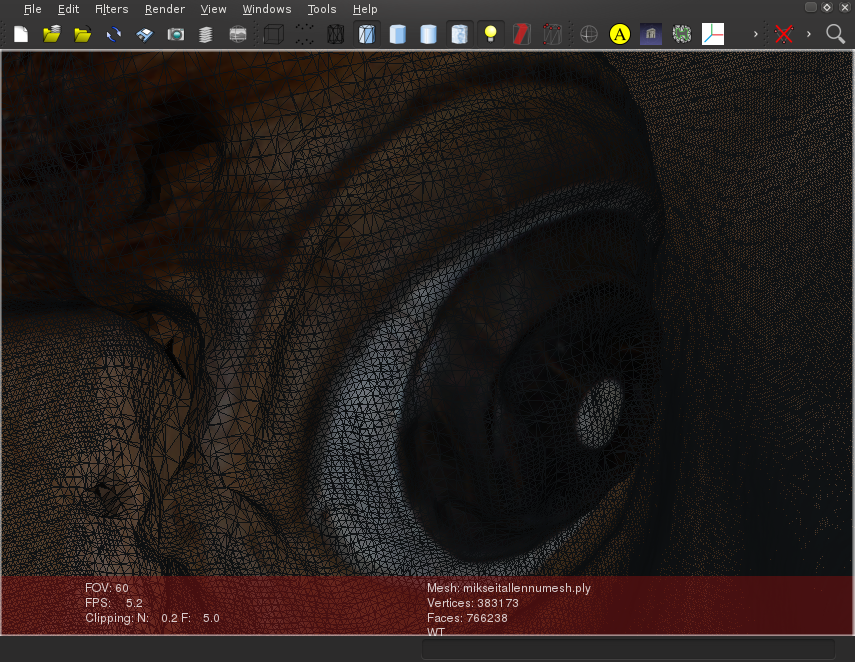 File Edit Filters Render View Windows Tools Help
A
FOV: 60
FPS: 5.2
Clipping: N: 0.2 F: 5.0
Mesh: mikseitallennumesh.ply
Vertices: 383173
Faces: 766238
WT